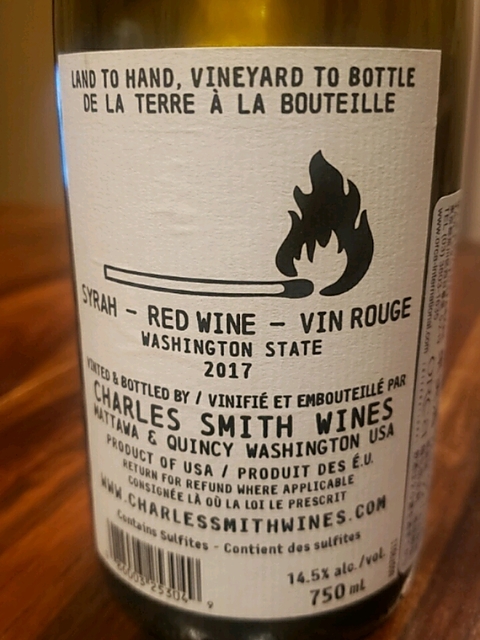 LAND TO HAND, VINEYARD TO BOTTLE
DE LA TERRE À LA BOUTEILLE
SYRAH - RED WINE - VIN ROUGE
WASHINGTON STATE
2017
VINTED & BOTTLED BY / VINIFIÉ ET EMBOUTEILLÉ PAR
CHARLES SMITH WINES
MATTAWA & QUINCY WASHINGTON USA
PRODUCT OF USA / PRODUIT DES É.U.
RETURN FOR REFUND WHERE APPLICABLE
CONSIGNÉE LÀ OÙ LA LOI LE PRESCRIT
WWW.CHARLESSMITHWINES.COM
Contains Sulfites - Contient des sulfites
14.5% alc./vol.
750 mL